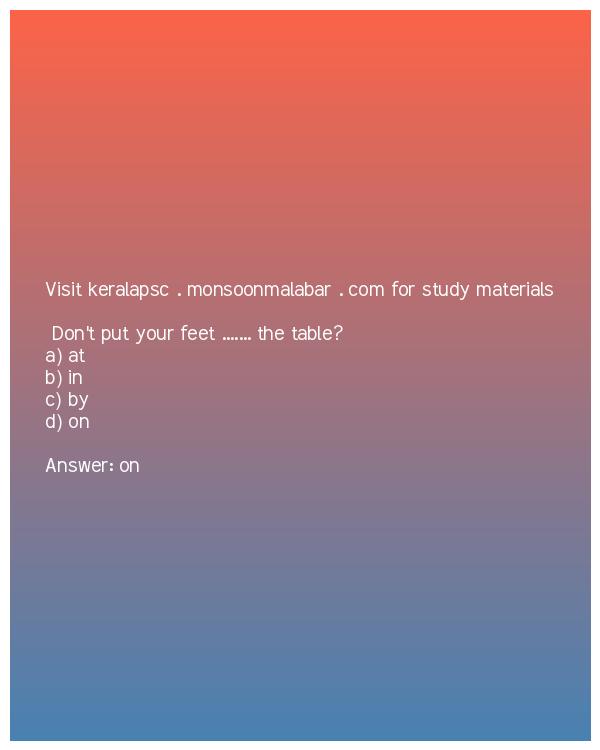 Visit keralapsc . monsoonmalabar . com for study materials
Don't put your feet ....... the table?
a) at
b) in
c) by
d) on
Answer: on